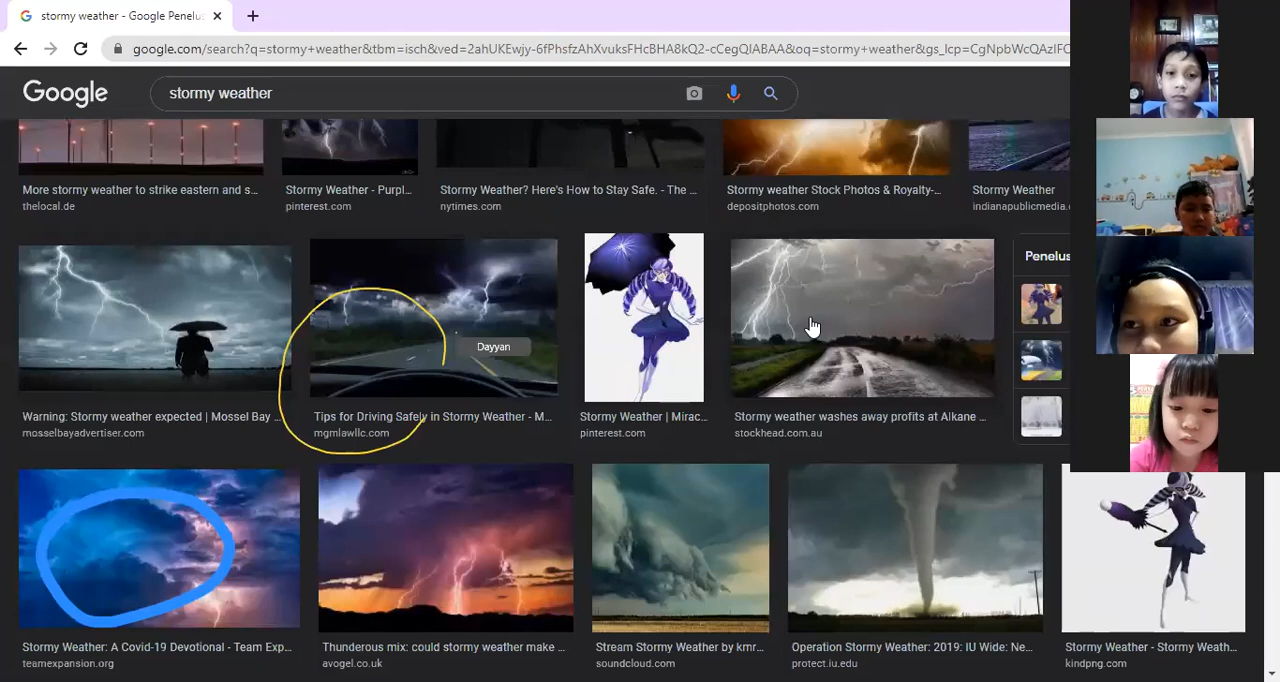 stormy weather - Google Penelus
google.com/search?q=stormy+weather&tbm=isch&ved=2ahUKEwjy-6fPhsfzAhXvuksFHcBHA8kQ2-cCegQIABAA&oq=stormy+weather&gs_lcp=CgNpbWcQAzIFC
Google
stormy weather
More stormy weather to strike eastern and s...
thelocal.de
Stormy Weather - Purpl...
pinterest.com
Stormy Weather? Here's How to Stay Safe. - The ...
nytimes.com
Stormy weather Stock Photos & Royalty-...
depositphotos.com
Stormy Weather
indianapublicmedia.
Penelus
Dayyan
Warning: Stormy weather expected | Mossel Bay ...
mosselbayadvertiser.com
Tips for Driving Safely in Stormy Weather - M...
mgmlawllc.com
Stormy Weather | Mirac...
pinterest.com
Stormy weather washes away profits at Alkane ...
stockhead.com.au
Stormy Weather: A Covid-19 Devotional - Team Exp...
teamexpansion.org
Thunderous mix: could stormy weather make ...
avogel.co.uk
Stream Stormy Weather by kmr...
soundcloud.com
Operation Stormy Weather: 2019: IU Wide: Ne...
protect.iu.edu
Stormy Weather - Stormy Weath...
kindpng.com